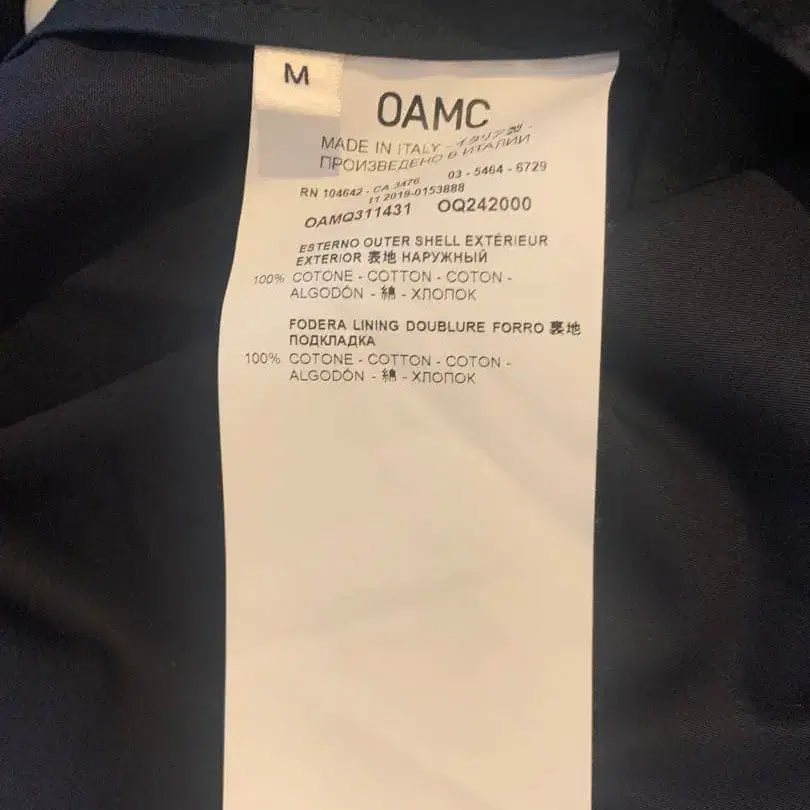 M
OAMC
MADE IN ITALY - イタリア製 -
ПРОИЗВЕДЕНО В ИТАЛИИ
03 - 5464 - 6729
RN 104642 - CA 3476
11 2019-0153888
OAMQ311431 OQ242000
ESTERNO OUTER SHELL EXTÉRIEUR
EXTERIOR 表地 НАРУЖНЫЙ
100% COTONE - COTTON - COTON -
ALGODÓN - 綿 - ХЛОПОК
FODERA LINING DOUBLURE FORRO 裏地
ПОДКЛАДКА
100% COTONE - COTTON - COTON -
ALGODÓN - 綿 - ХЛОПОК